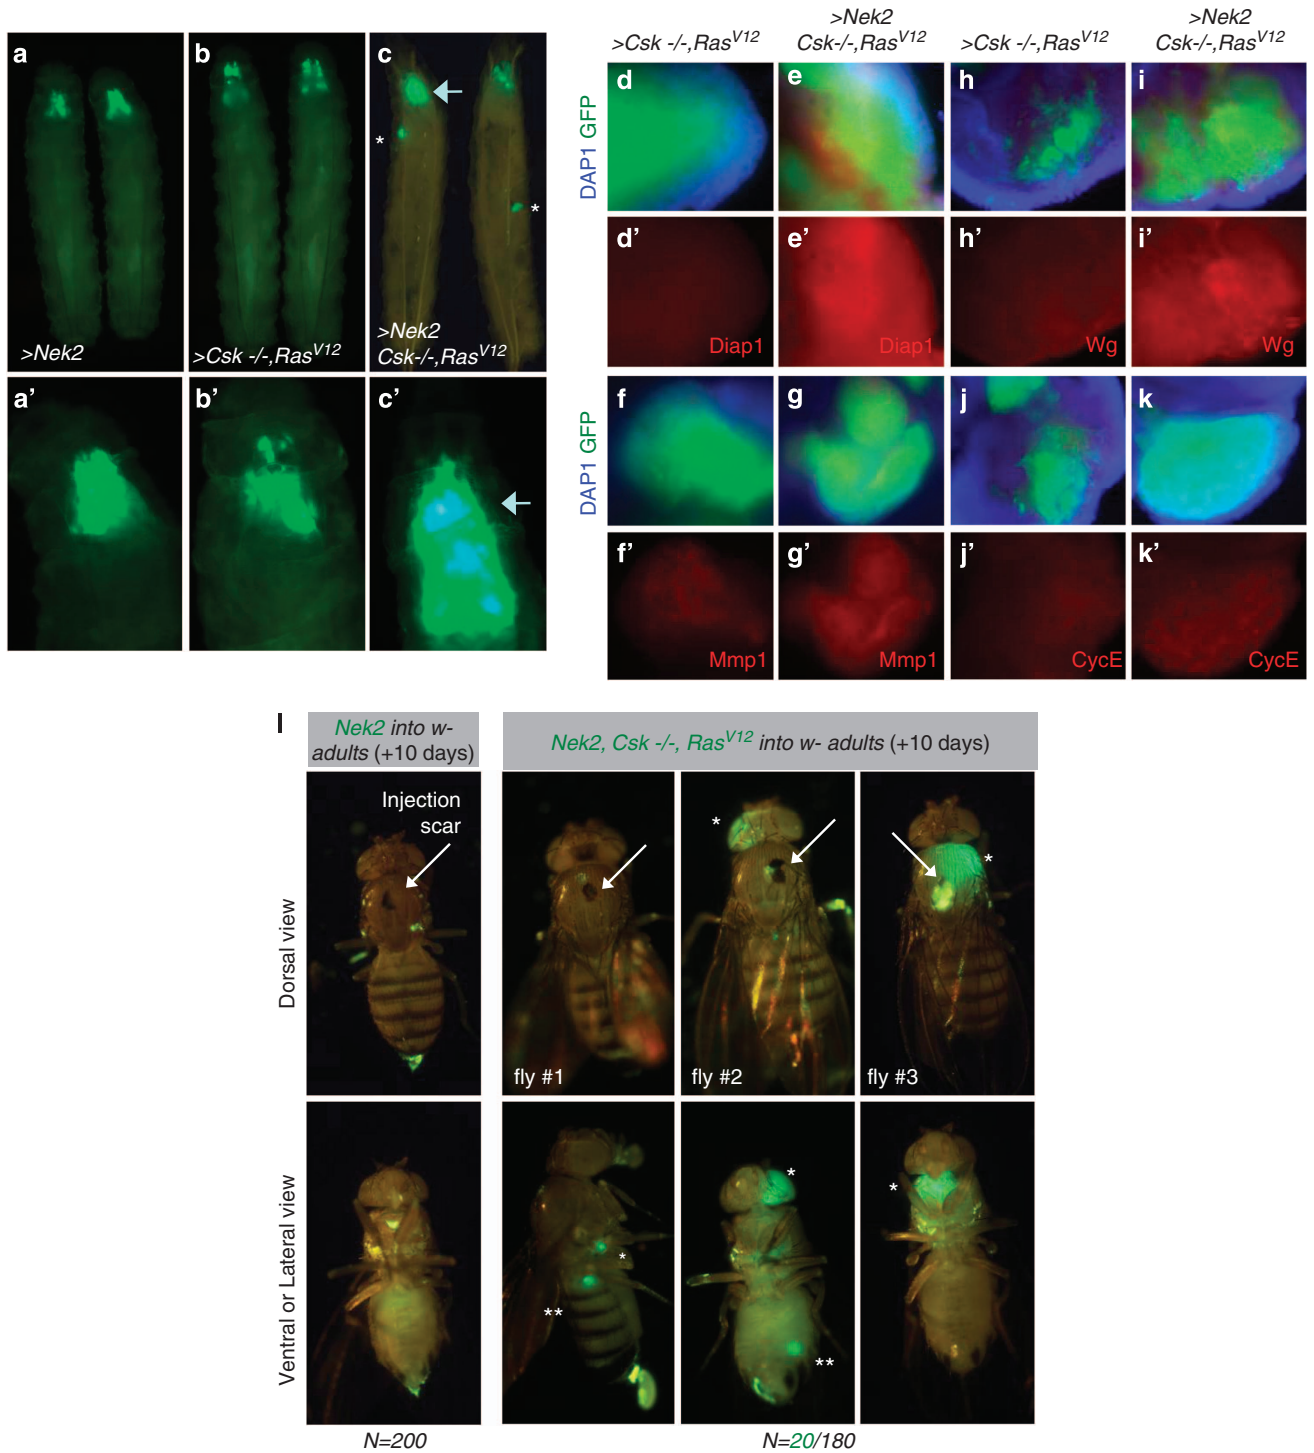 a
b
c
>Nek2
>Csk -/-,RasV12
>Nek2
Csk-/-,RasV12
*
*
a’
b’
c’
>Csk -/-,RasV12
>Nek2
Csk-/-,RasV12
>Csk -/-,RasV12
>Nek2
Csk-/-,RasV12
DAP1 GFP
d
e
h
i
d’
e’
h’
i’
Diap1
Diap1
Wg
Wg
DAP1 GFP
f
g
j
k
f’
g’
j’
k’
Mmp1
Mmp1
CycE
CycE
l
Nek2 into w-
adults (+10 days)
Nek2, Csk -/-, RasV12 into w- adults (+10 days)
Dorsal view
Injection
scar
*
*
fly #1
fly #2
fly #3
Ventral or Lateral view
*
**
*
**
*
N=200
N=20/180